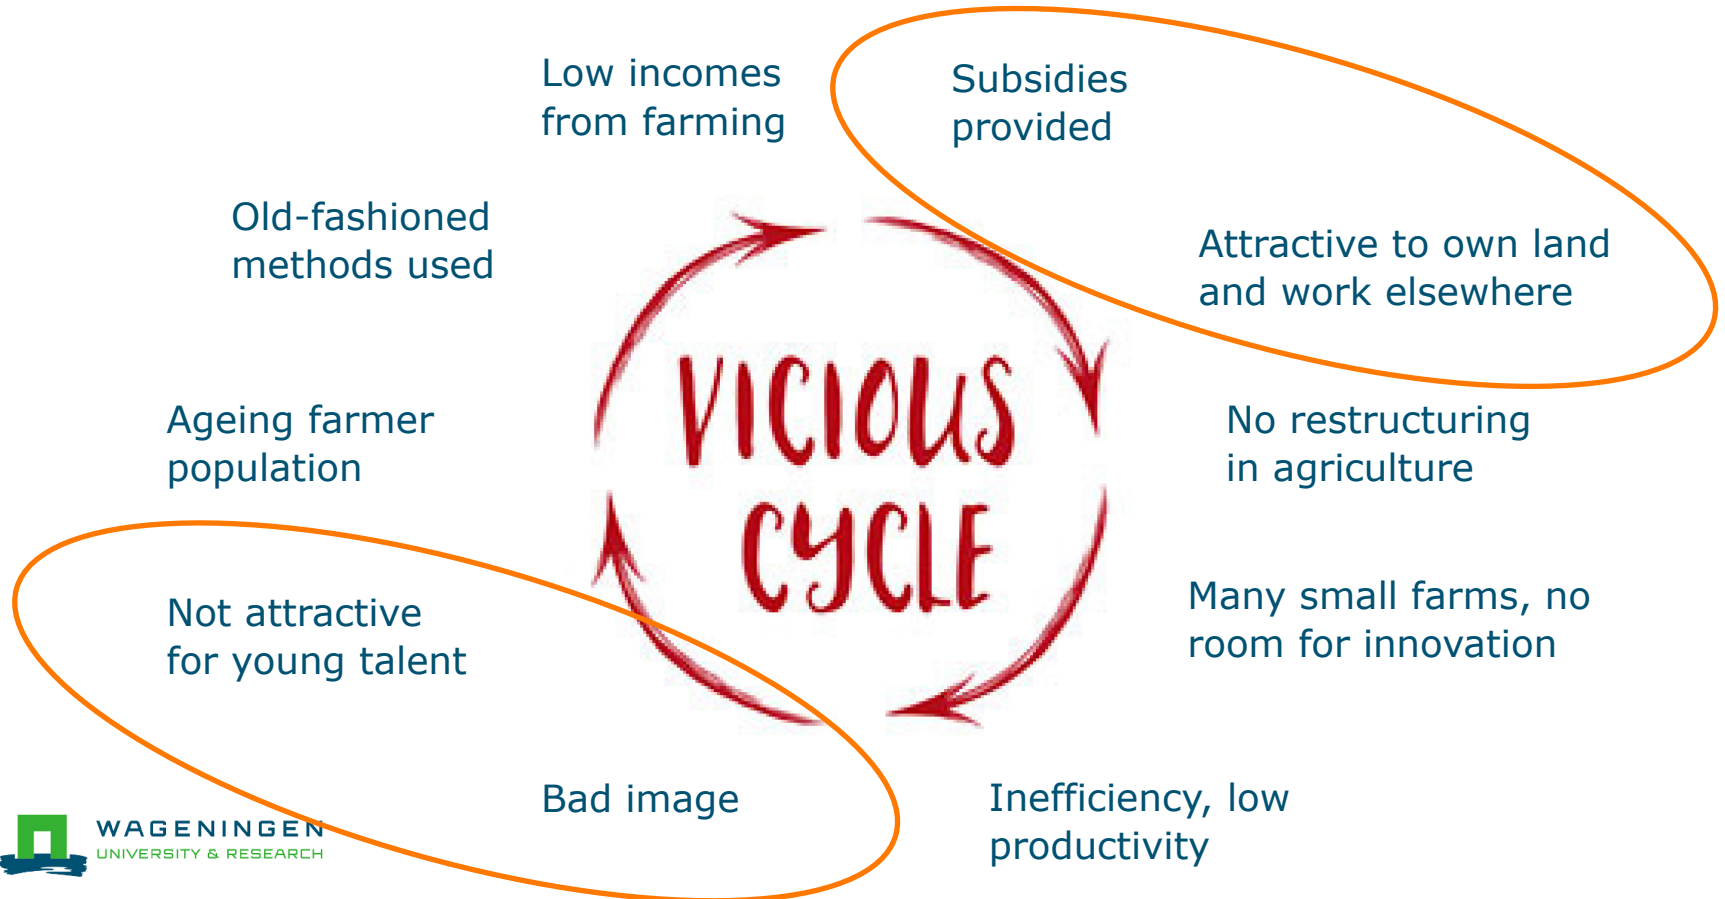 Low incomes
from farming
Subsidies
provided
Old-fashioned
methods used
Attractive to own land
and work elsewhere
VICIOUS
CYCLE
Ageing farmer
population
No restructuring
in agriculture
Not attractive
for young talent
Many small farms, no
room for innovation
Bad image
Inefficiency, low
productivity
WAGENINGEN
UNIVERSITY & RESEARCH